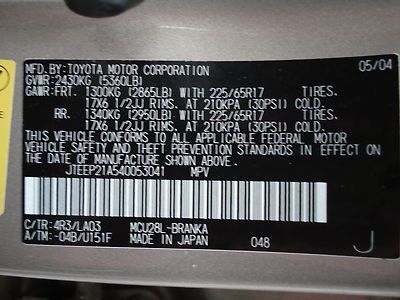 MFD.BY:TOYOTA MOTOR CORPORATION 05/04
GVWR:2430KG (5360LB)
GAWR:FRT. 1300KG (2865LB) WITH 225/65R17 TIRES.
17X6 1/2JJ RIMS, AT 210KPA (30PSI) COLD.
RR. 1340KG (2950LB) WITH 225/65R17 TIRES.
17X6 1/2JJ RIMS, AT 210KPA (30PSI) COLD.
THIS VEHICLE CONFORMS TO ALL APPLICABLE FEDERAL MOTOR
VEHICLE SAFETY STANDARDS IN EFFECT ON THE DATE OF
MANUFACTURE SHOWN ABOVE.
JTEEP21A540053041 MPV
C/TR:4R3/LA03 MCU28L-BRANKA
A/TM:-04B/U151F MADE IN JAPAN 048 J